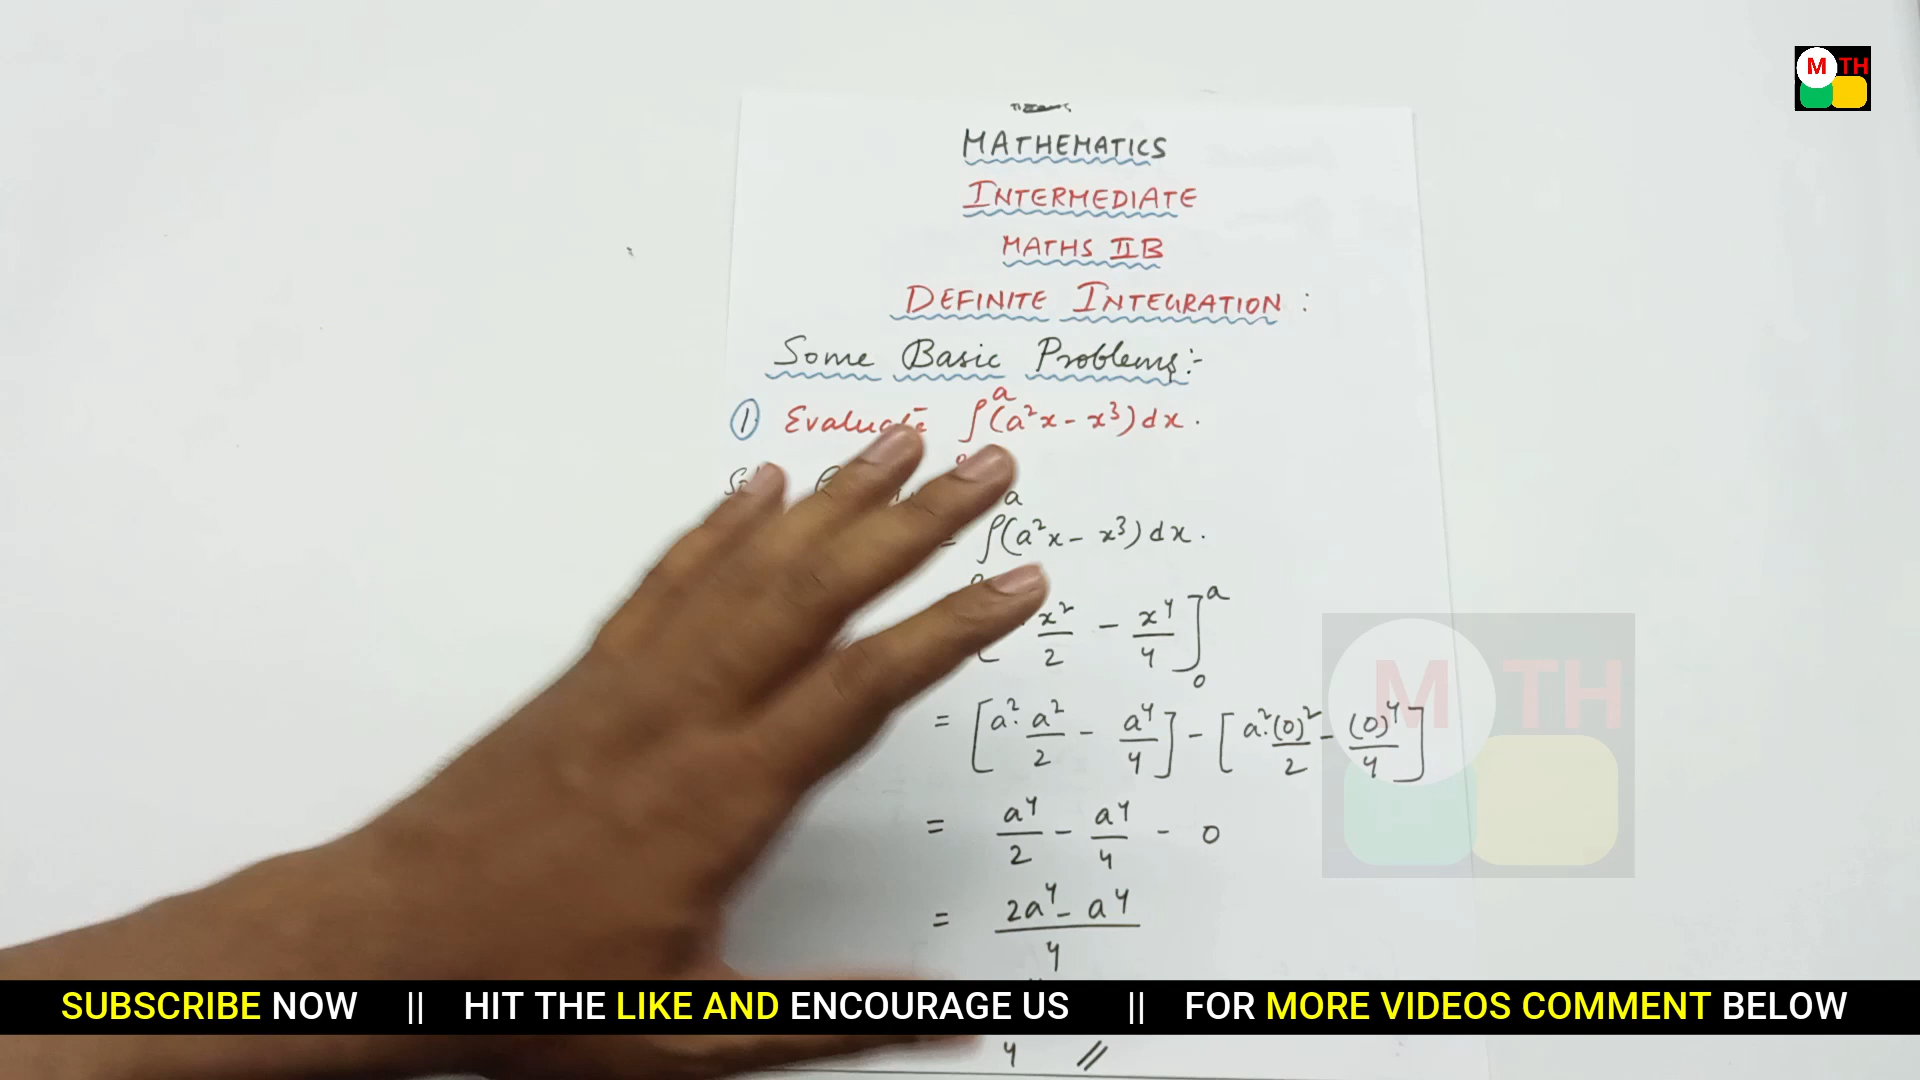 M TH
MATHEMATICS
INTERMEDIATE
MATHS IIB
DEFINITE INTEGRATION :
Some Basic Problems:-
① Evaluate ∫₀ᵃ (a²x - x³) dx .
= ∫₀ᵃ (a²x - x³) dx .
x²/2 - x⁴/4 ]₀ᵃ
= [a². a²/2 - a⁴/4] - [a².(0)²/2 - (0)⁴/4]
= a⁴/2 - a⁴/4 - 0
= (2a⁴ - a⁴)/4
4 //
M TH
SUBSCRIBE NOW || HIT THE LIKE AND ENCOURAGE US || FOR MORE VIDEOS COMMENT BELOW